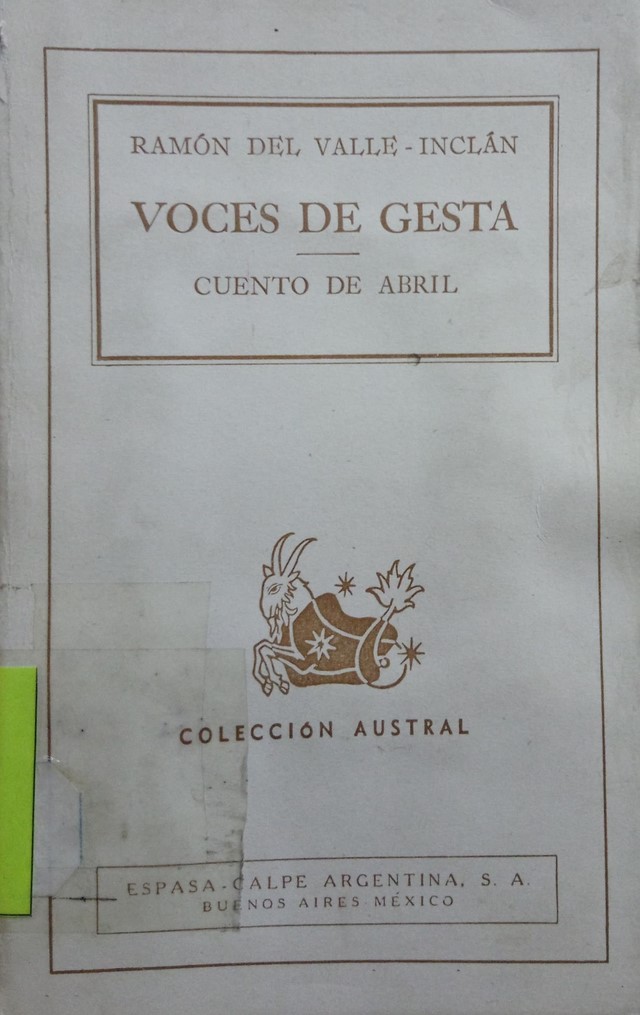 RAMÓN DEL VALLE-INCLÁN
VOCES DE GESTA
CUENTO DE ABRIL
COLECCIÓN AUSTRAL
ESPASA-CALPE ARGENTINA, S. A.
BUENOS AIRES-MÉXICO